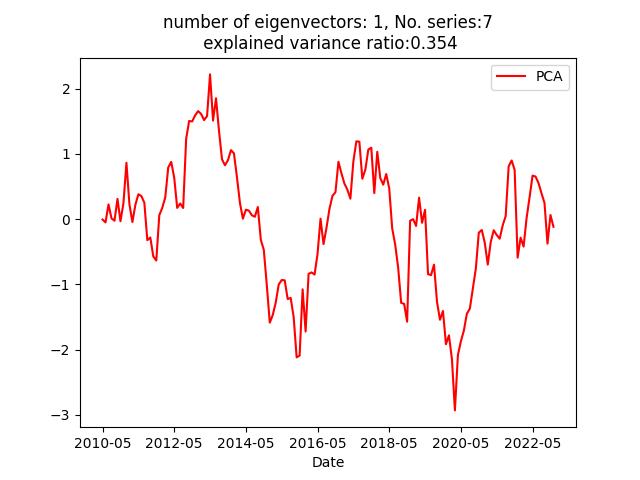 number of eigenvectors: 1, No. series:7
explained variance ratio:0.354
PCA
2
1
0
−1
−2
−3
2010-05 2012-05 2014-05 2016-05 2018-05 2020-05 2022-05
Date